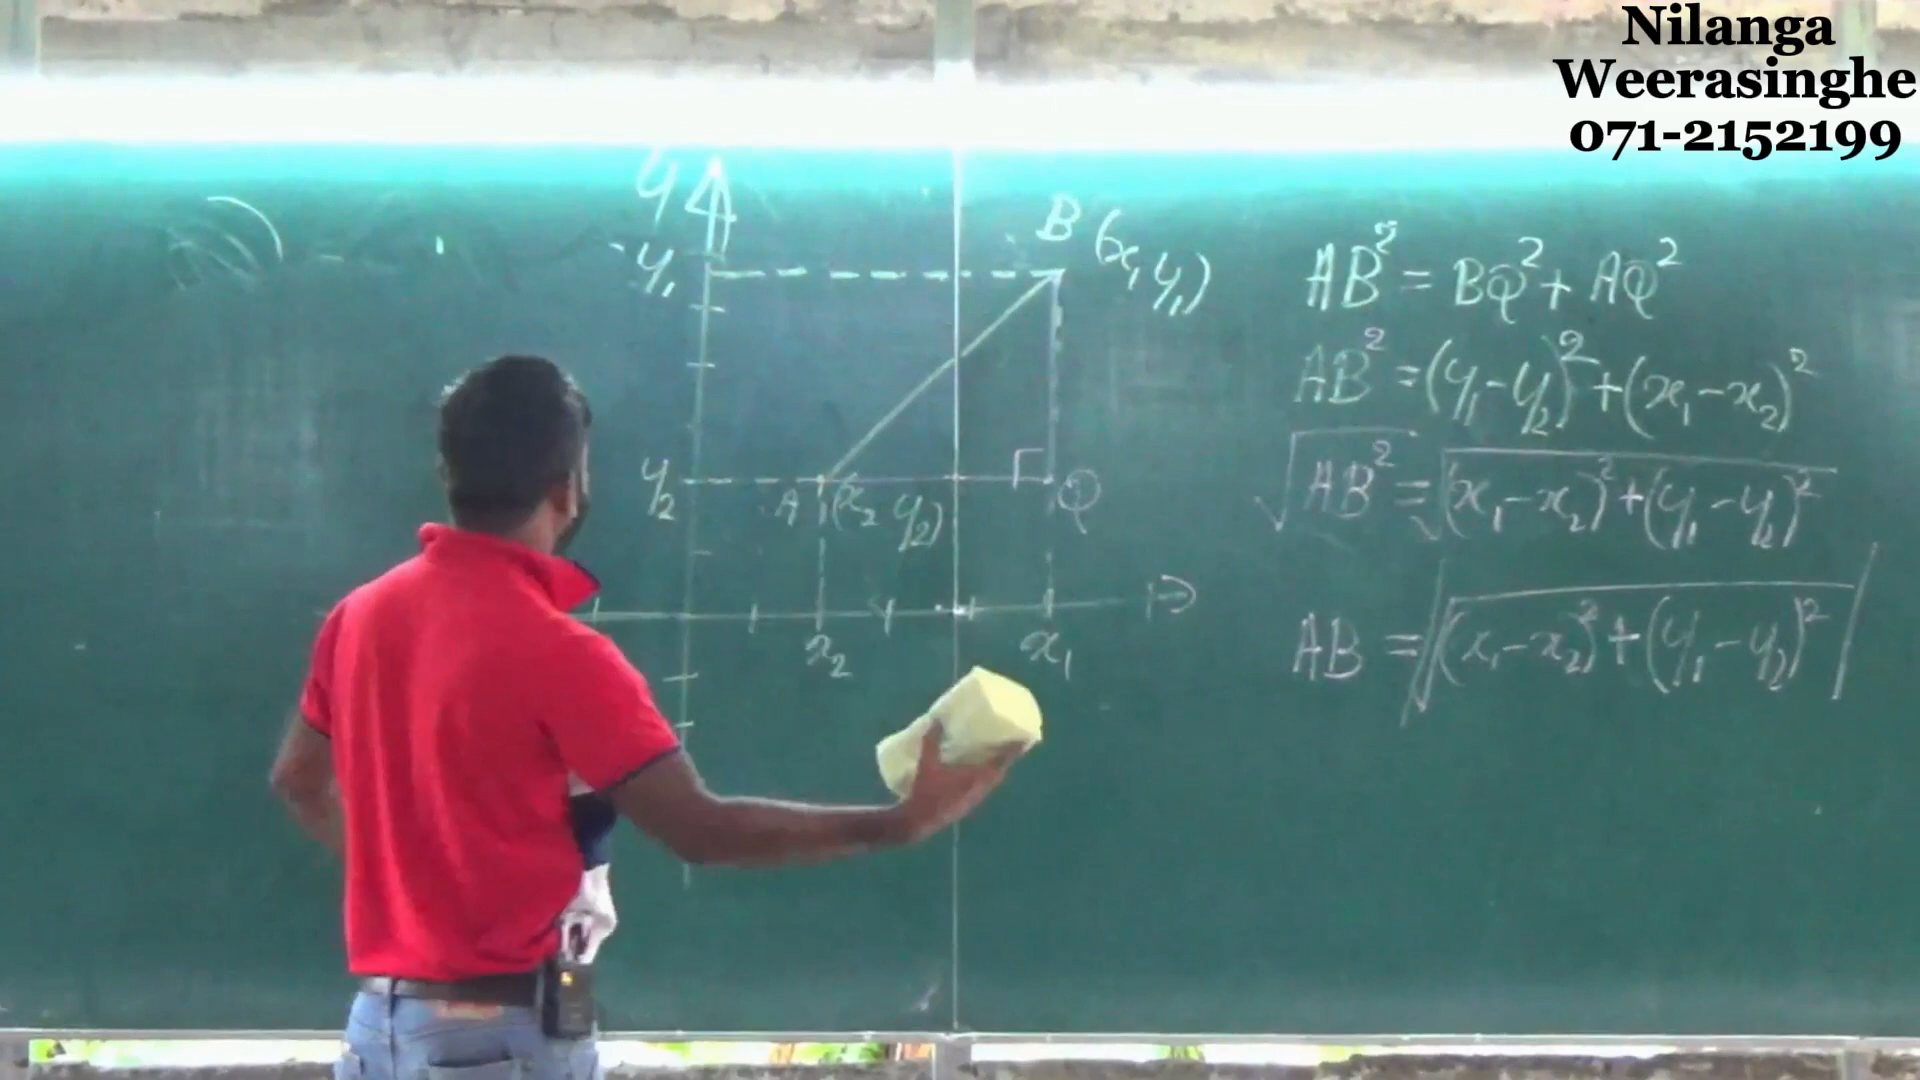 Nilanga
Weerasinghe
071-2152199
y
y₁
B (x₁ y₁)
y₂
A (x₂ y₂)
Q
x₂
x₁
AB² = BQ² + AQ²
AB² = (y₁ - y₂)² + (x₁ - x₂)²
√AB² = √(x₁ - x₂)² + (y₁ - y₂)²
AB = |√(x₁ - x₂)² + (y₁ - y₂)²|